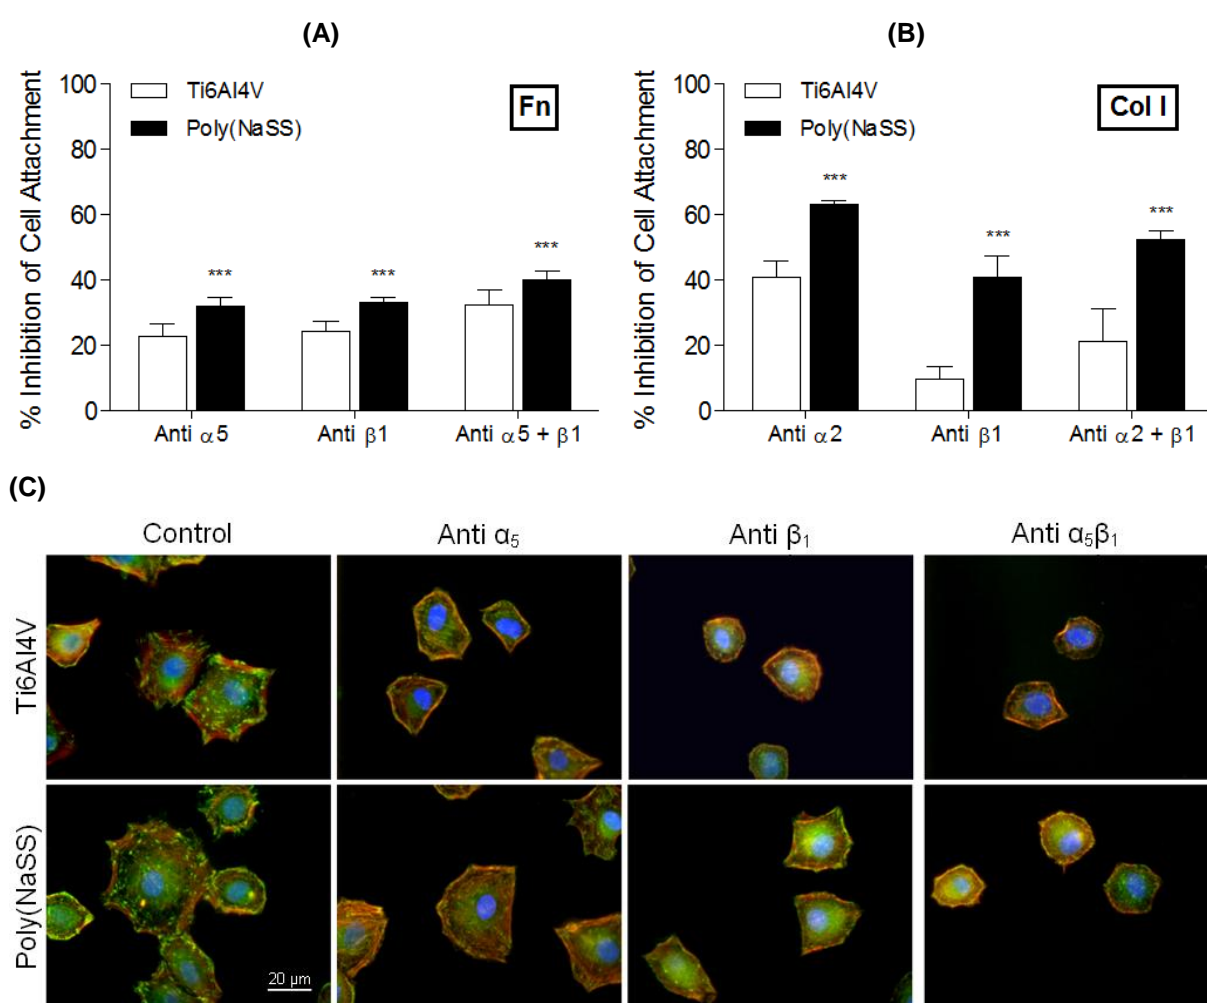 (A)
% Inhibition of Cell Attachment
100
80
60
40
20
0
Ti6Al4V
Poly(NaSS)
Fn
***
***
***
Anti α5
Anti β1
Anti α5 + β1
(B)
% Inhibition of Cell Attachment
100
80
60
40
20
0
Ti6Al4V
Poly(NaSS)
Col I
***
***
***
Anti α2
Anti β1
Anti α2 + β1
(C)
Control
Anti α₅
Anti β₁
Anti α₅β₁
Ti6Al4V
Poly(NaSS)
20 µm